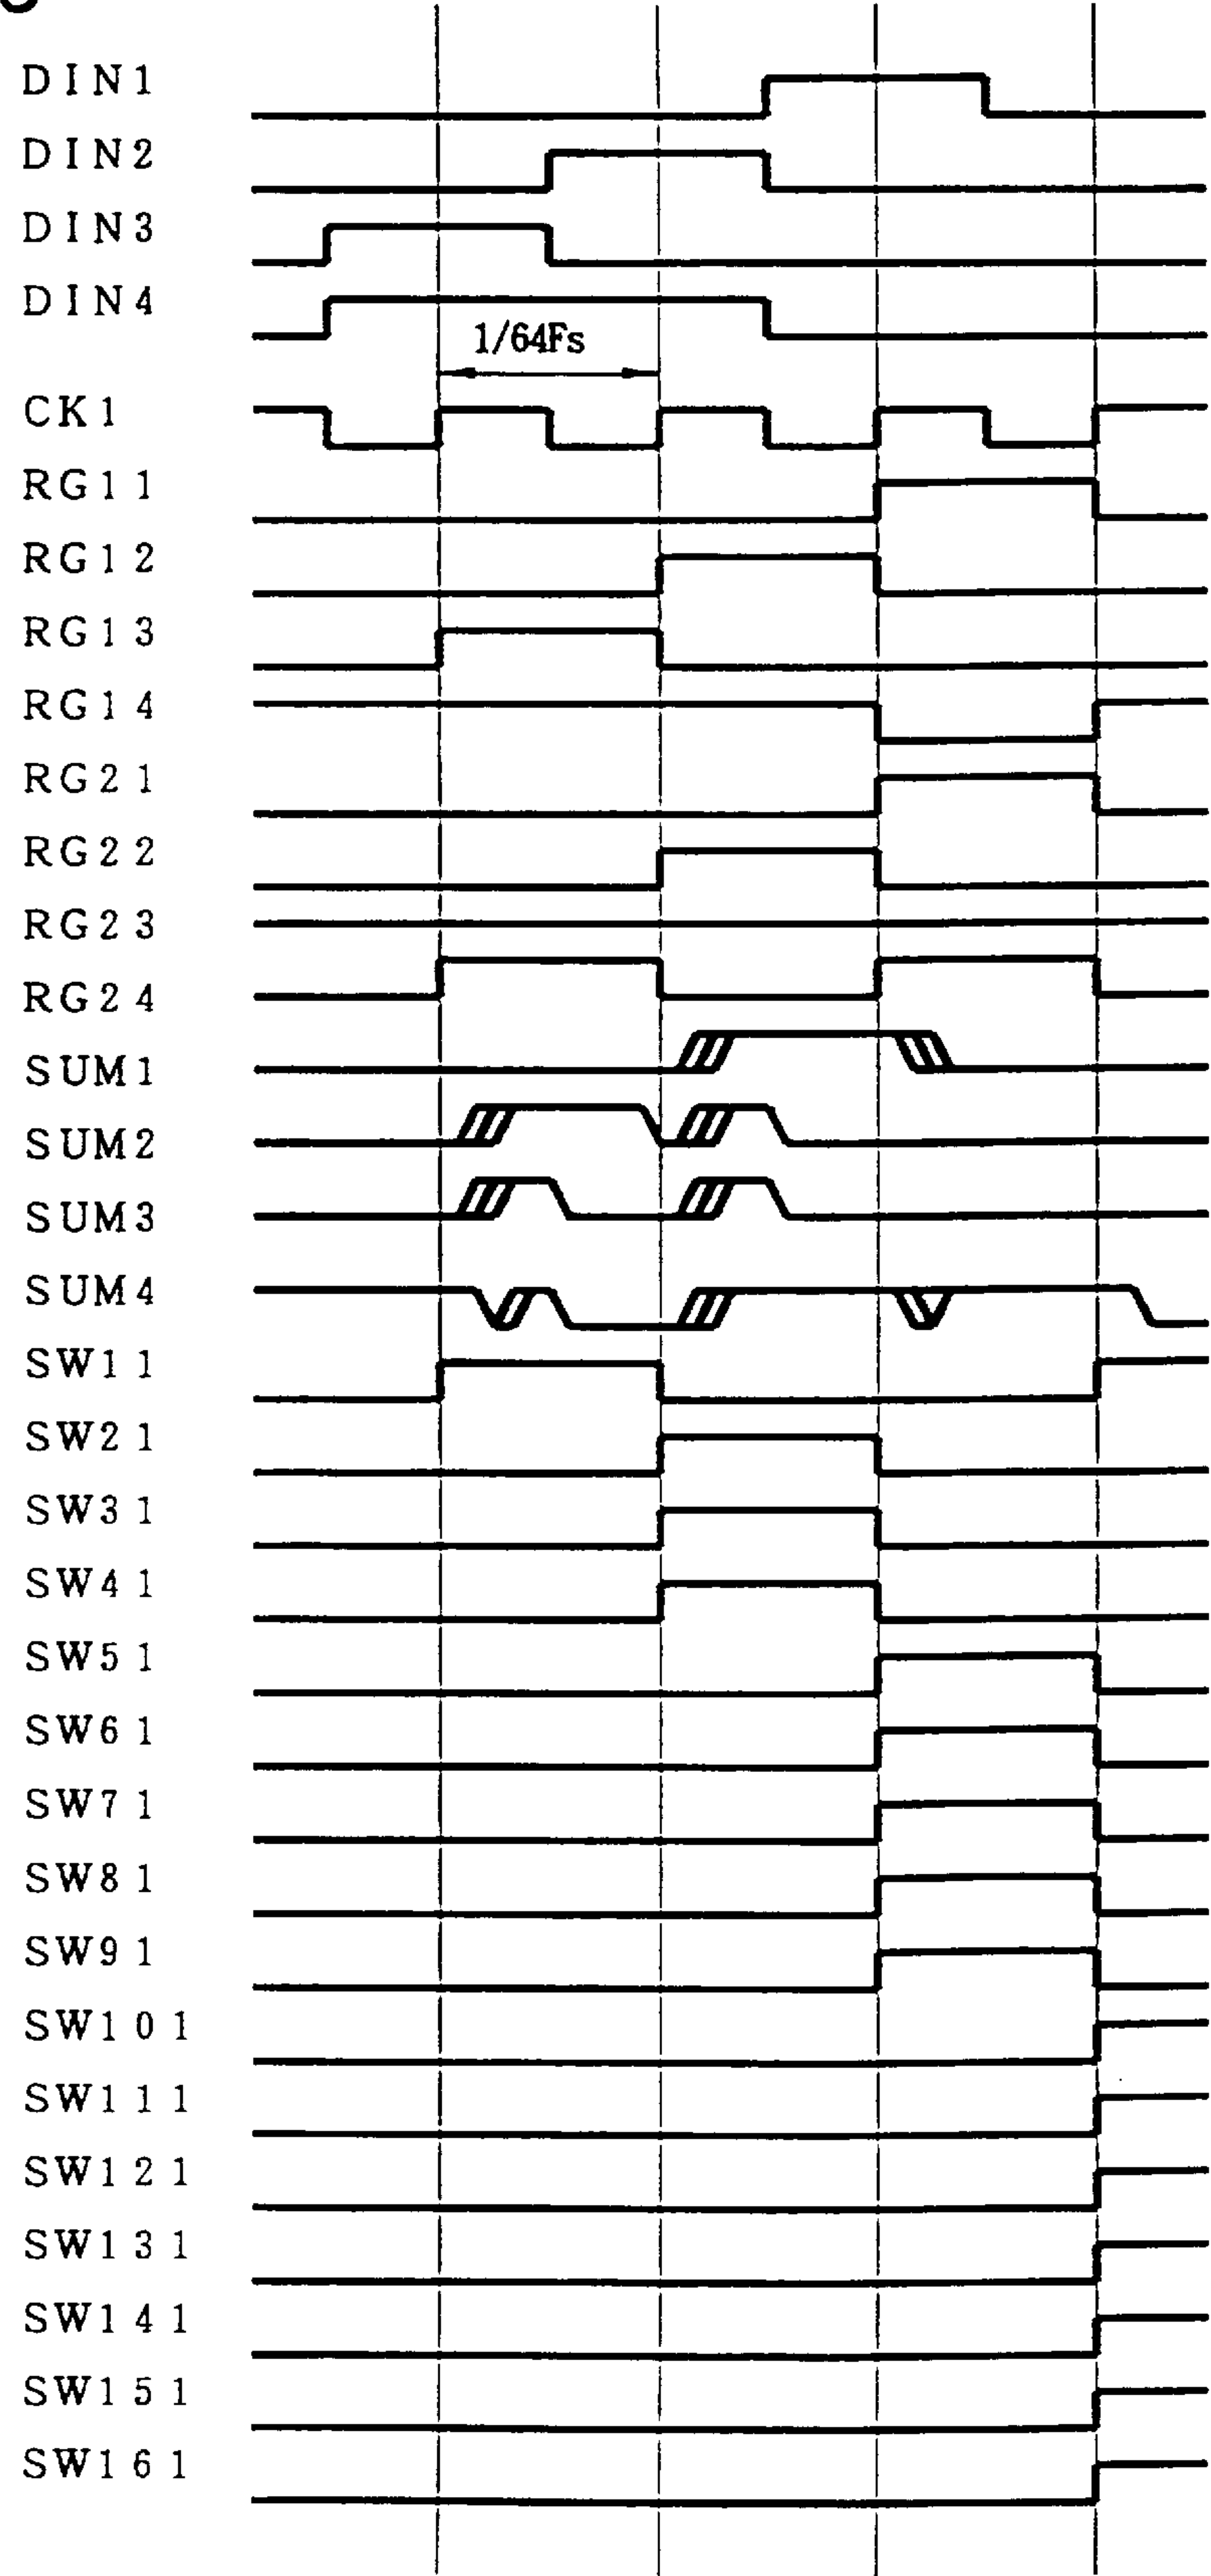 DIN1
DIN2
DIN3
DIN4
1/64Fs
CK1
RG11
RG12
RG13
RG14
RG21
RG22
RG23
RG24
SUM1
SUM2
SUM3
SUM4
SW11
SW21
SW31
SW41
SW51
SW61
SW71
SW81
SW91
SW101
SW111
SW121
SW131
SW141
SW151
SW161